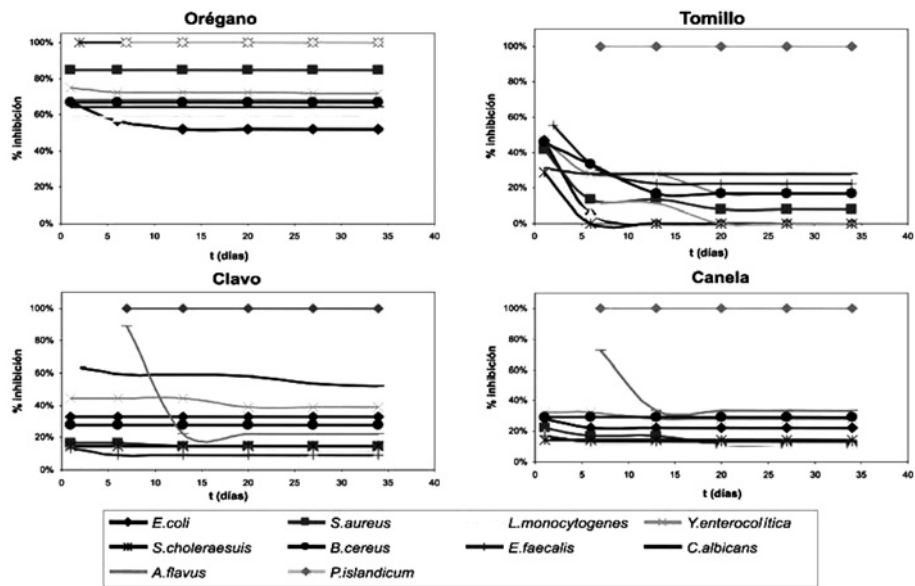 Orégano
% inhibición
100%
80%
60%
40%
20%
0%
0 5 10 15 20 25 30 35 40
t (días)
Tomillo
% inhibición
100%
80%
60%
40%
20%
0%
0 5 10 15 20 25 30 35 40
t (días)
Clavo
% inhibición
100%
80%
60%
40%
20%
0%
0 5 10 15 20 25 30 35 40
t (días)
Canela
% inhibición
100%
80%
60%
40%
20%
0%
0 5 10 15 20 25 30 35 40
t (días)
E.coli S.aureus L.monocytogenes Y.enterocolítica
S.choleraesuis B.cereus E.faecalis C.albicans
A.flavus P.islandicum